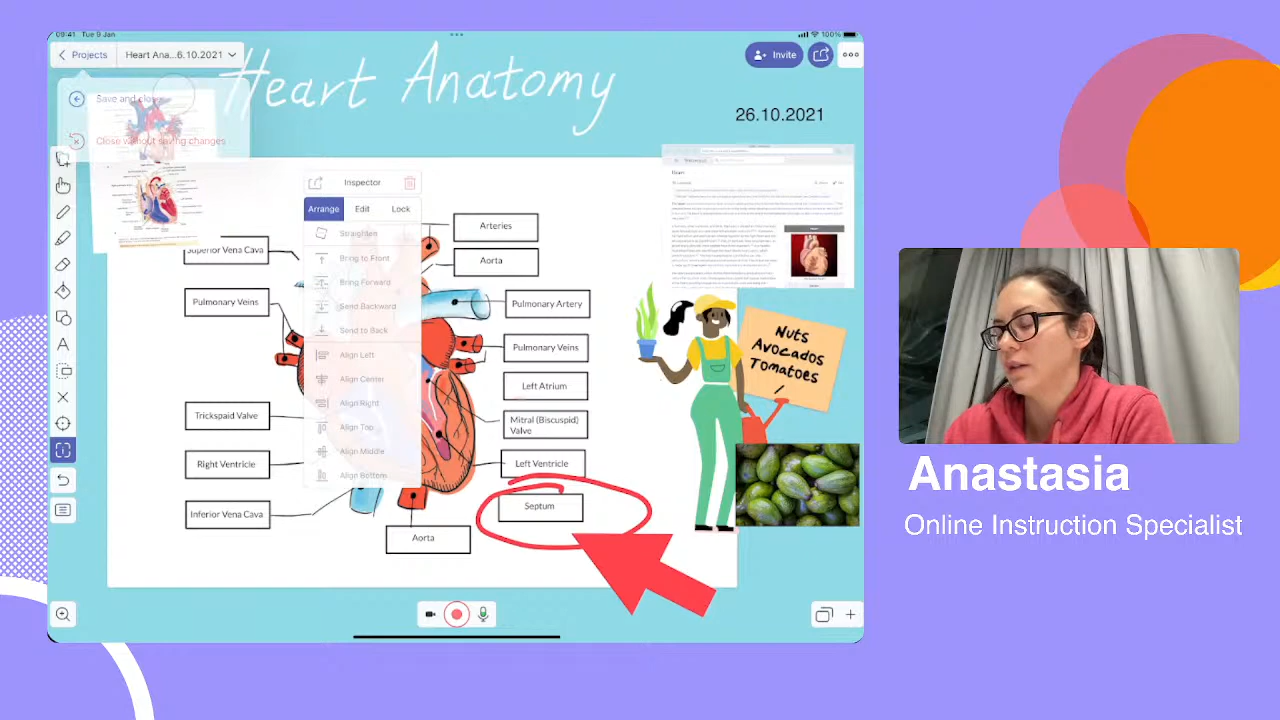 09:41 Tue 9 Jan
100%
Projects
Heart Ana...6.10.2021
Invite
Heart Anatomy
26.10.2021
Save and close
Close without saving changes
Inspector
Arrange
Edit
Lock
Straighten
Bring to Front
Bring Forward
Send Backward
Send to Back
Align Left
Align Center
Align Right
Align Top
Align Middle
Align Bottom
Superior Vena Cava
Pulmonary Veins
Trickspaid Valve
Right Ventricle
Inferior Vena Cava
Arteries
Aorta
Pulmonary Artery
Pulmonary Veins
Left Atrium
Mitral (Biscuspid)
Valve
Left Ventricle
Septum
Aorta
Nuts
Avocados
Tomatoes
Anastasia
Online Instruction Specialist